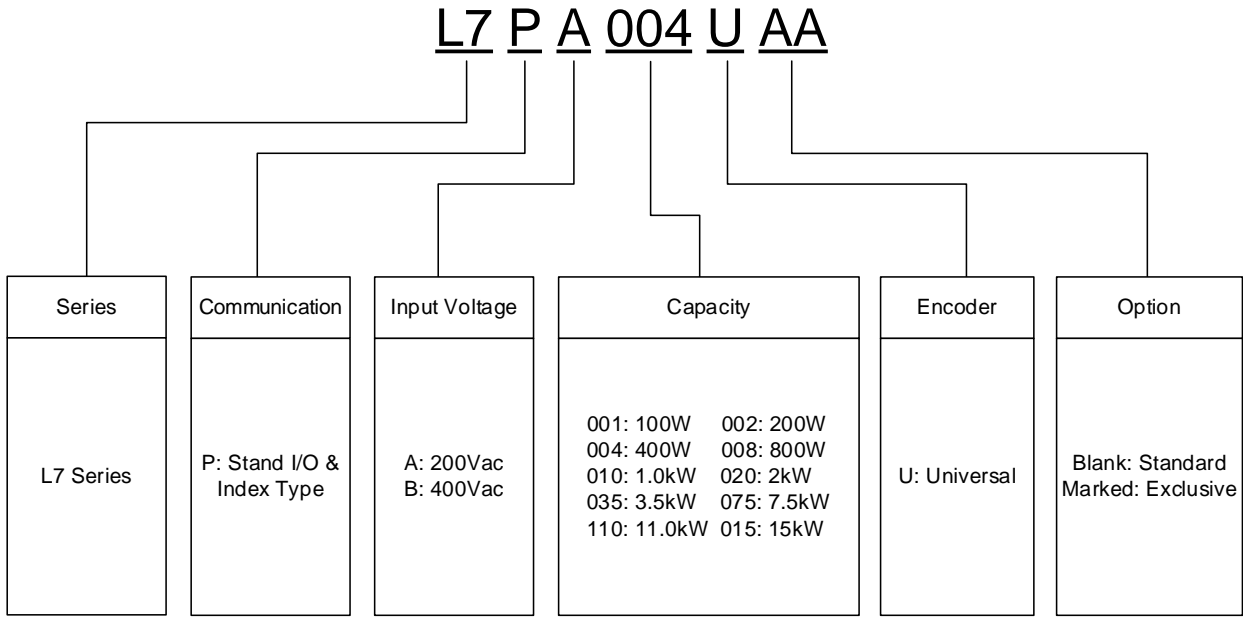 L7 P A 004 U AA
Series
L7 Series
Communication
P: Stand I/O &
Index Type
Input Voltage
A: 200Vac
B: 400Vac
Capacity
001: 100W 002: 200W
004: 400W 008: 800W
010: 1.0kW 020: 2kW
035: 3.5kW 075: 7.5kW
110: 11.0kW 015: 15kW
Encoder
U: Universal
Option
Blank: Standard
Marked: Exclusive